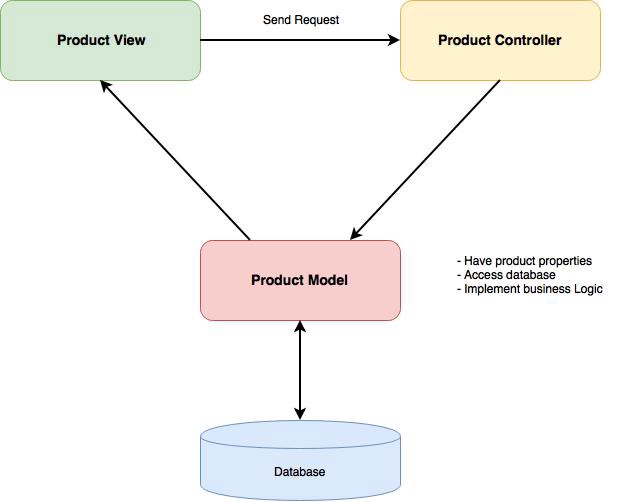 Send Request
Product View
Product Controller
Product Model
- Have product properties
- Access database
- Implement business Logic
Database